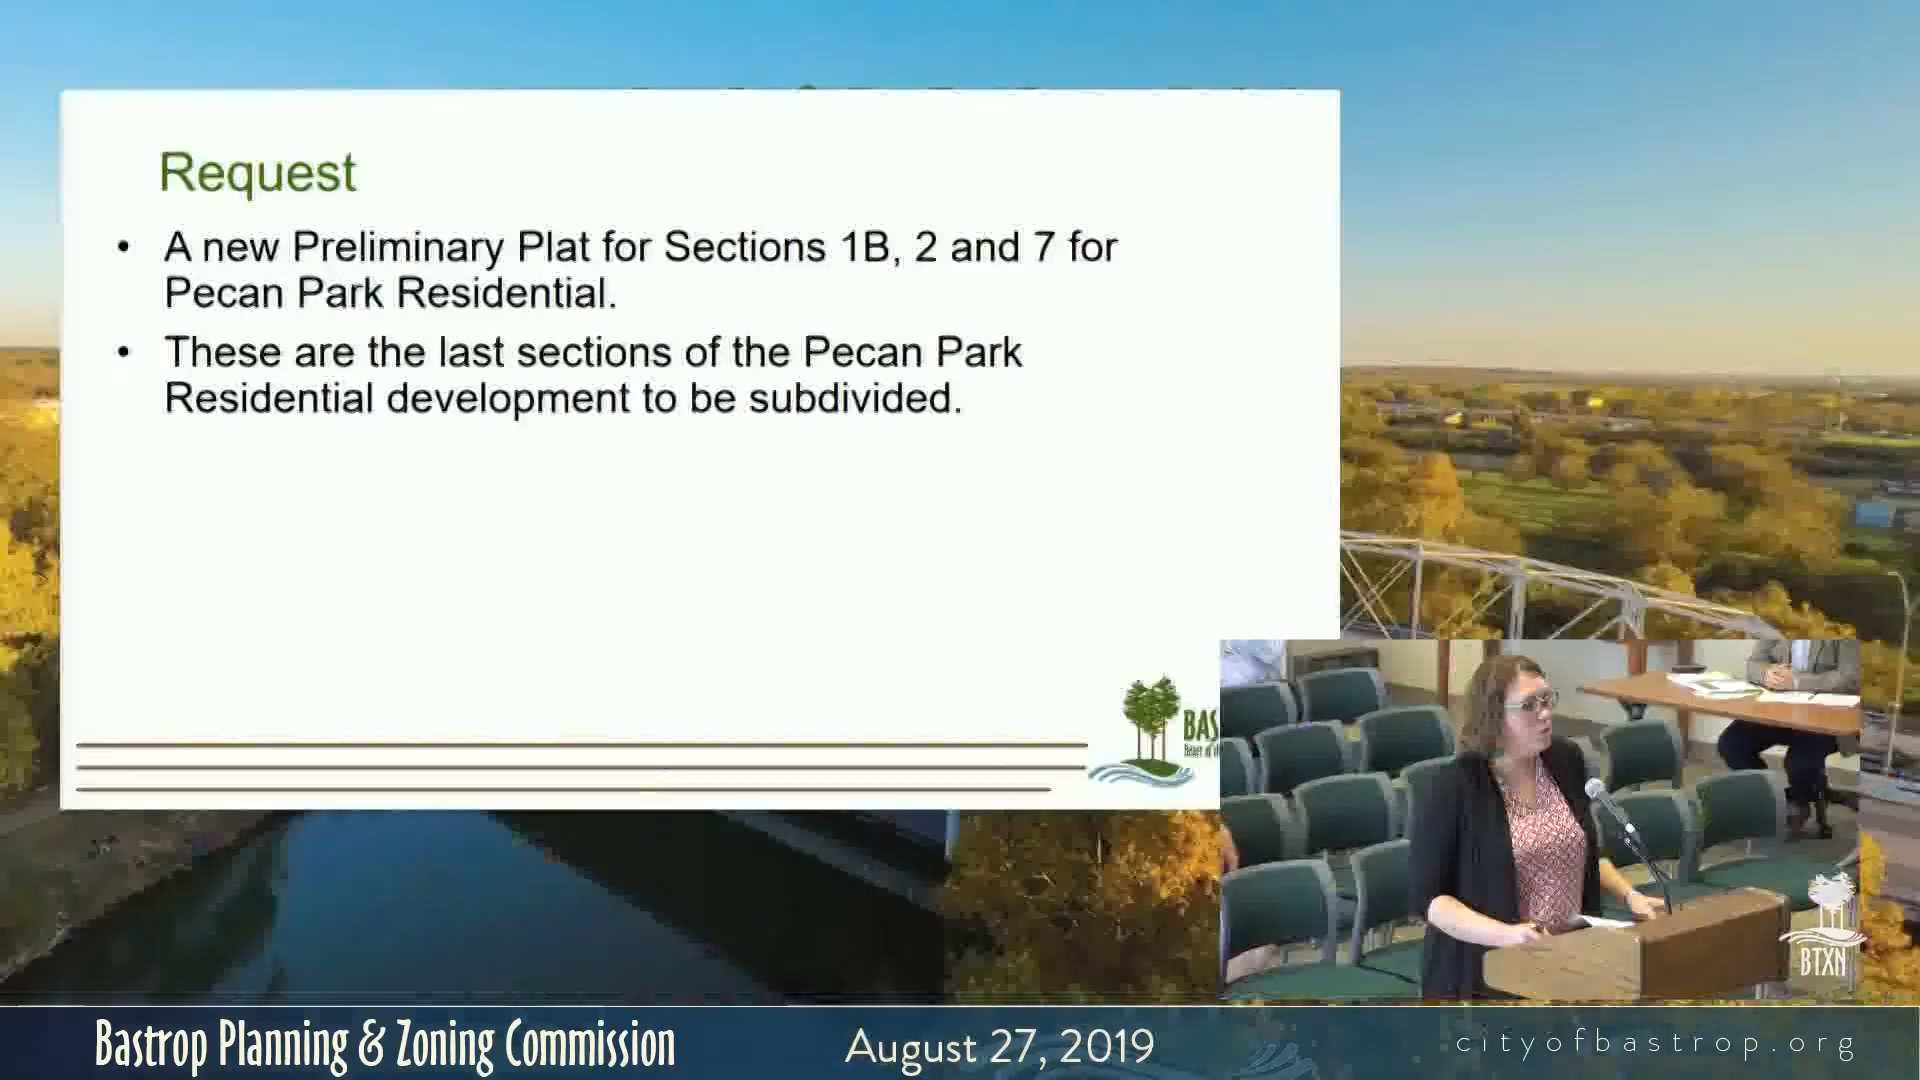 Request
• A new Preliminary Plat for Sections 1B, 2 and 7 for
Pecan Park Residential.
• These are the last sections of the Pecan Park
Residential development to be subdivided.
BAS
BTXN
Bastrop Planning & Zoning Commission
August 27, 2019
cityofbastrop.org